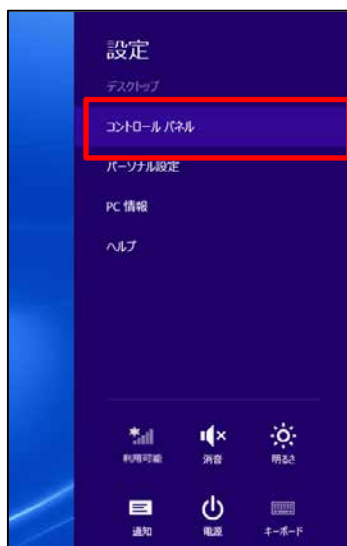 設定
デスクトップ
コントロール パネル
パーソナル設定
PC 情報
ヘルプ
利用可能
消音
明るさ
通知
電源
キーボード